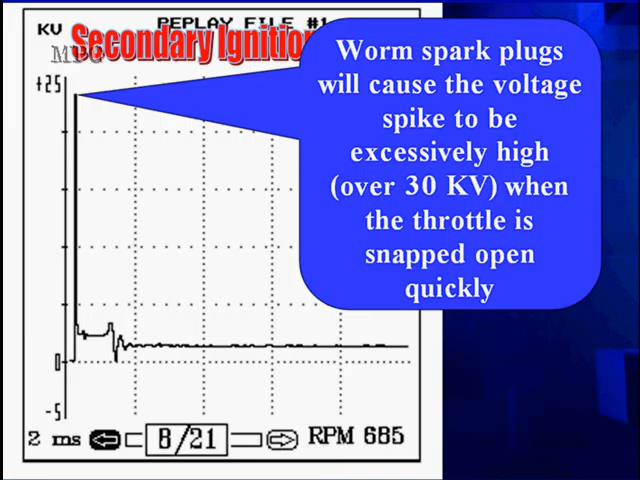 KV
REPLAY FILE #1
Secondary Ignition
+25
0
-5
2 ms
8/21
RPM 685
Worm spark plugs
will cause the voltage
spike to be
excessively high
(over 30 KV) when
the throttle is
snapped open
quickly